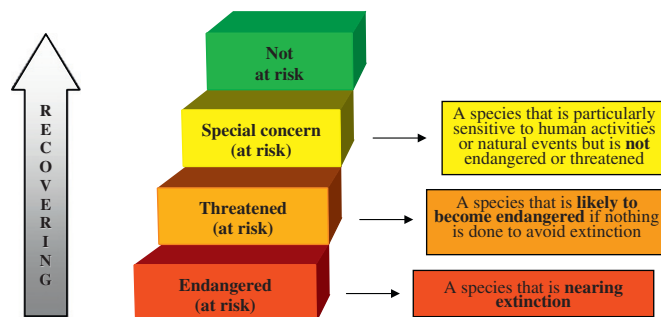 RECOVERING
Not
at risk
Special concern
(at risk)
A species that is particularly
sensitive to human activities
or natural events but is not
endangered or threatened
Threatened
(at risk)
A species that is likely to
become endangered if nothing
is done to avoid extinction
Endangered
(at risk)
A species that is nearing
extinction